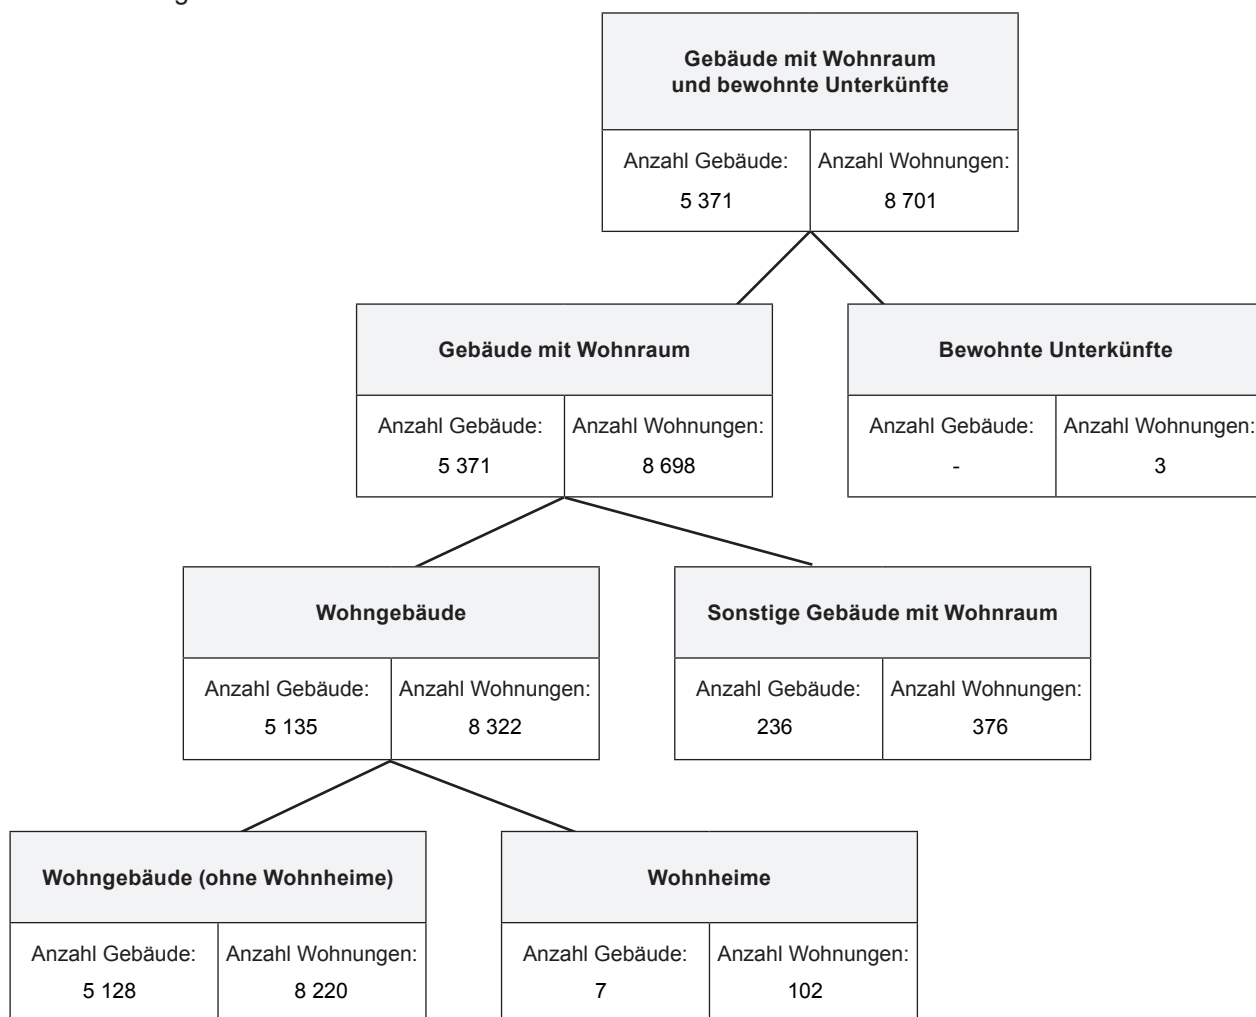 Gebäude mit Wohnraum
und bewohnte Unterkünfte
Anzahl Gebäude:
5 371
Anzahl Wohnungen:
8 701
Gebäude mit Wohnraum
Anzahl Gebäude:
5 371
Anzahl Wohnungen:
8 698
Bewohnte Unterkünfte
Anzahl Gebäude:
-
Anzahl Wohnungen:
3
Wohngebäude
Anzahl Gebäude:
5 135
Anzahl Wohnungen:
8 322
Sonstige Gebäude mit Wohnraum
Anzahl Gebäude:
236
Anzahl Wohnungen:
376
Wohngebäude (ohne Wohnheime)
Anzahl Gebäude:
5 128
Anzahl Wohnungen:
8 220
Wohnheime
Anzahl Gebäude:
7
Anzahl Wohnungen:
102